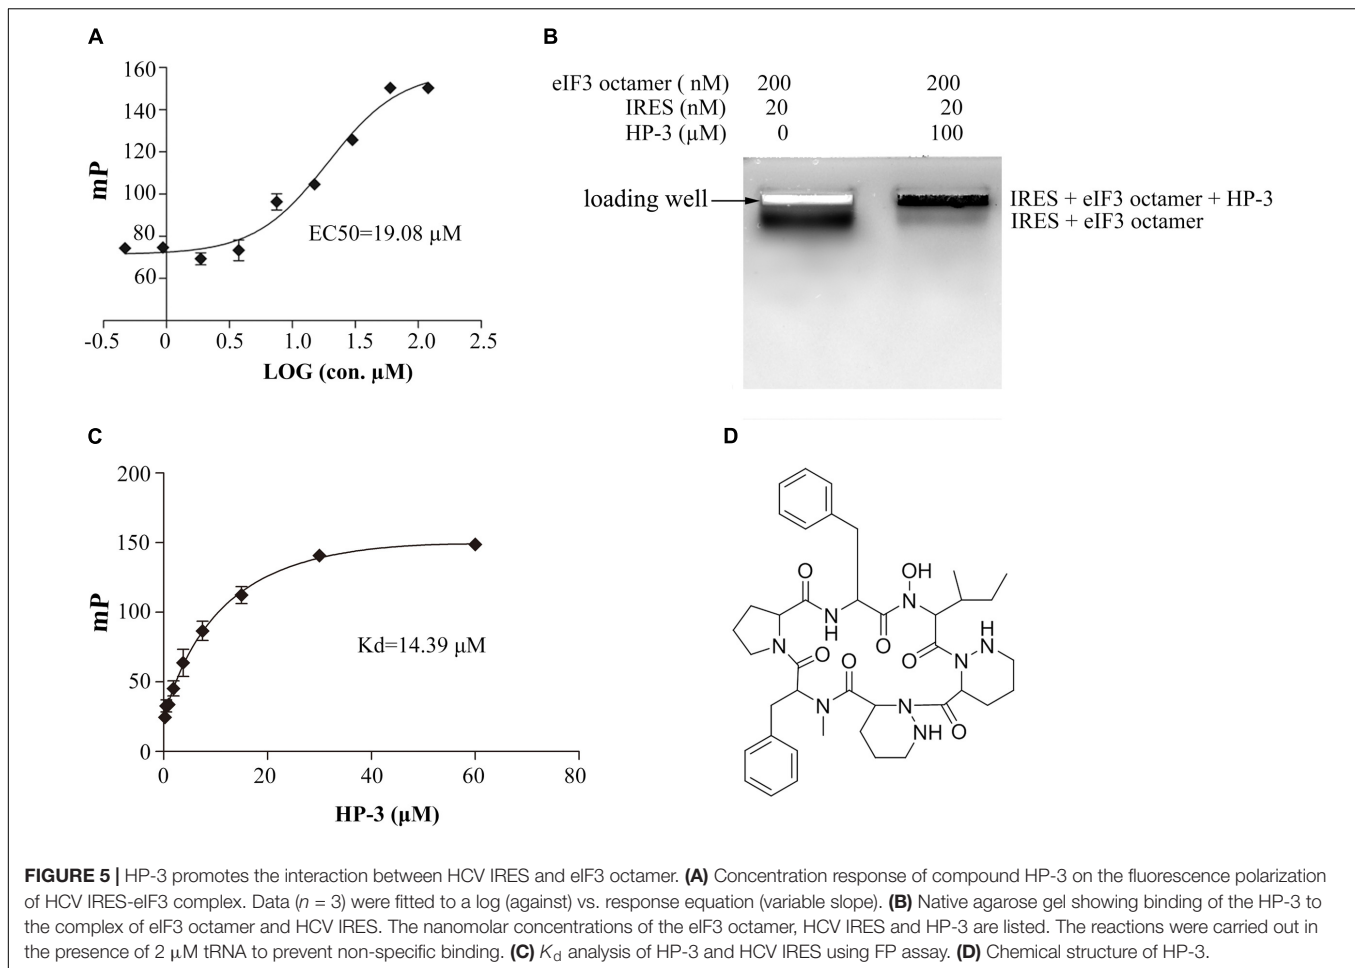 A
160
140
120
100
80
60
mP
EC50=19.08 µM
-0.5 0 0.5 1.0 1.5 2.0 2.5
LOG (con. µM)
B
eIF3 octamer ( nM) 200 200
IRES (nM) 20 20
HP-3 (µM) 0 100
loading well
IRES + eIF3 octamer + HP-3
IRES + eIF3 octamer
C
200
150
100
50
0
mP
Kd=14.39 µM
0 20 40 60 80
HP-3 (µM)
D
O
OH
N
N
H
O
H
N
N
O
O
O
N
N
N
NH
O
FIGURE 5 | HP-3 promotes the interaction between HCV IRES and eIF3 octamer. (A) Concentration response of compound HP-3 on the fluorescence polarization
of HCV IRES-eIF3 complex. Data (n = 3) were fitted to a log (against) vs. response equation (variable slope). (B) Native agarose gel showing binding of the HP-3 to
the complex of eIF3 octamer and HCV IRES. The nanomolar concentrations of the eIF3 octamer, HCV IRES and HP-3 are listed. The reactions were carried out in
the presence of 2 µM tRNA to prevent non-specific binding. (C) Kd analysis of HP-3 and HCV IRES using FP assay. (D) Chemical structure of HP-3.